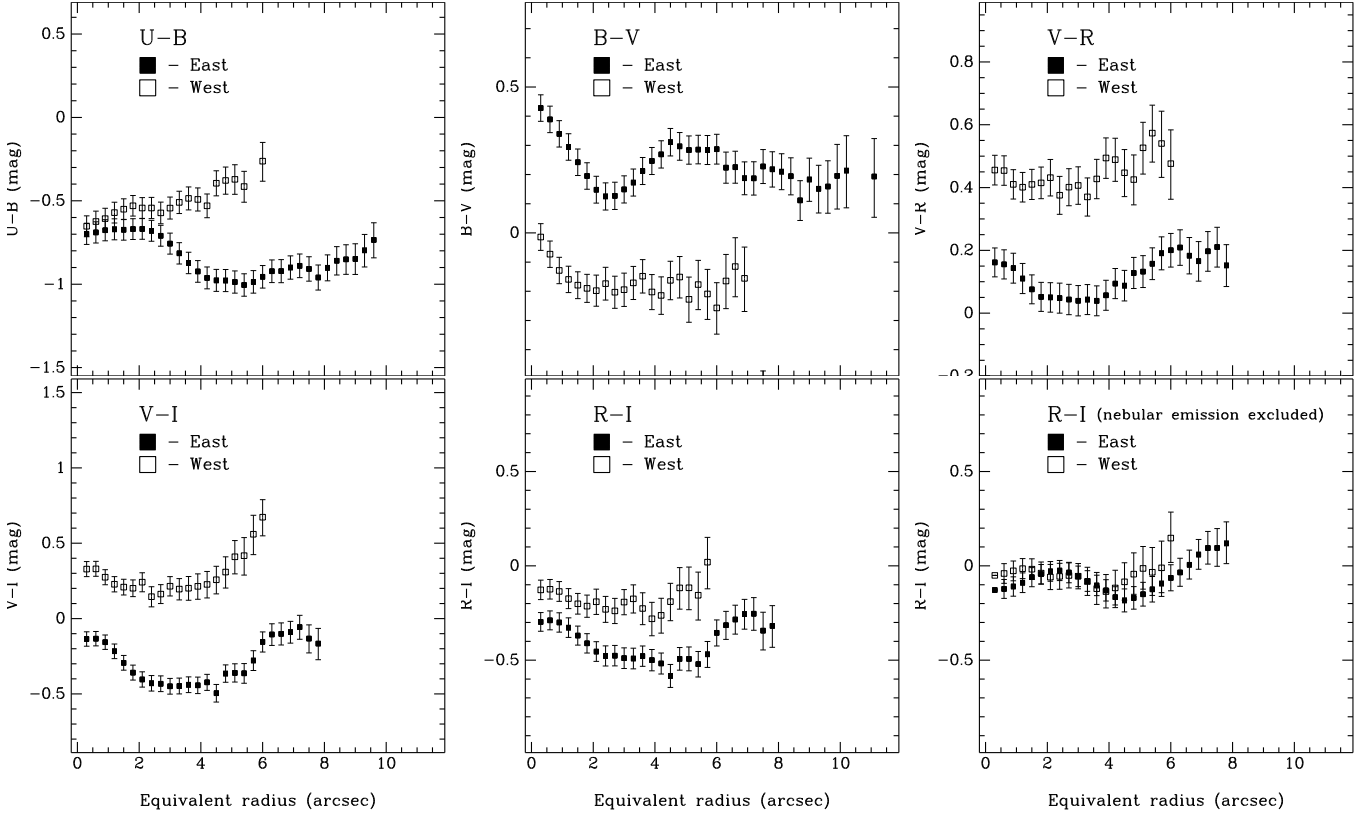 U-B
- East
- West
0.5
0
-0.5
-1
-1.5
U-B (mag)
B-V
- East
- West
0.5
0
B-V (mag)
V-R
- East
- West
0.8
0.6
0.4
0.2
0
-0.2
V-R (mag)
V-I
- East
- West
1.5
1
0.5
0
-0.5
V-I (mag)
0 2 4 6 8 10
Equivalent radius (arcsec)
R-I
- East
- West
0.5
0
-0.5
R-I (mag)
0 2 4 6 8 10
Equivalent radius (arcsec)
R-I (nebular emission excluded)
- East
- West
0.5
0
-0.5
R-I (mag)
0 2 4 6 8 10
Equivalent radius (arcsec)